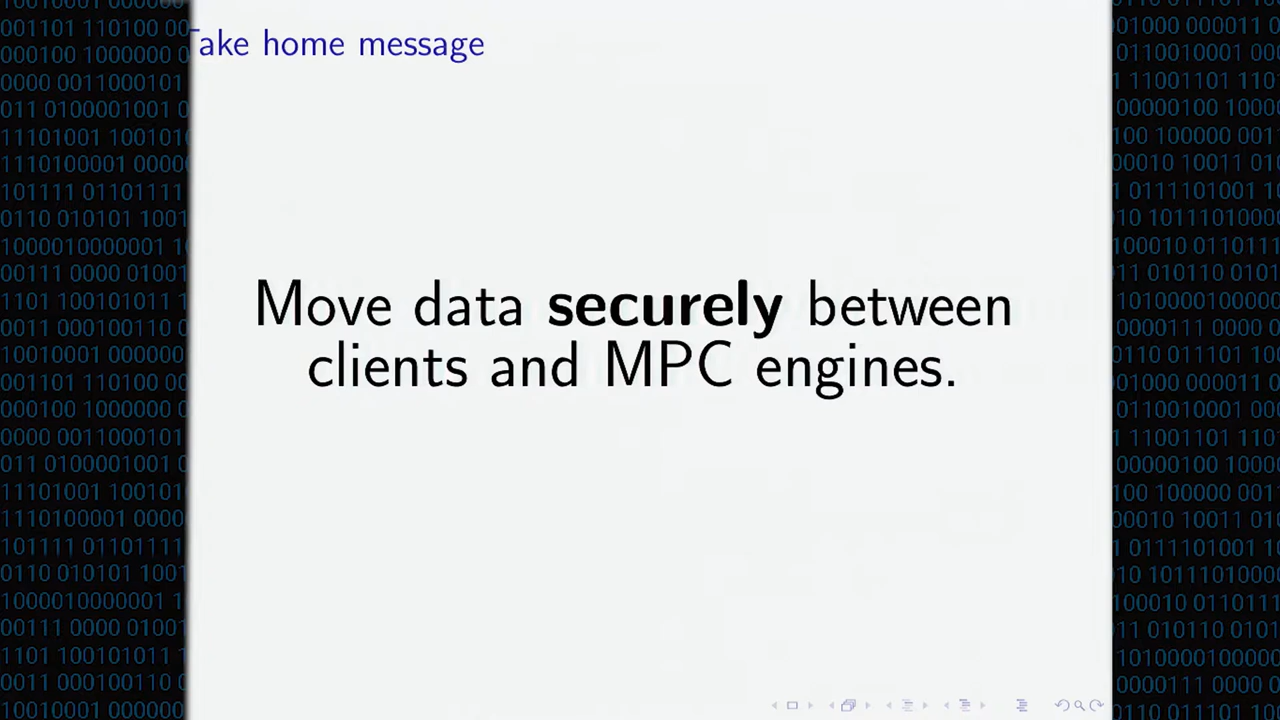 Take home message
Move data securely between
clients and MPC engines.